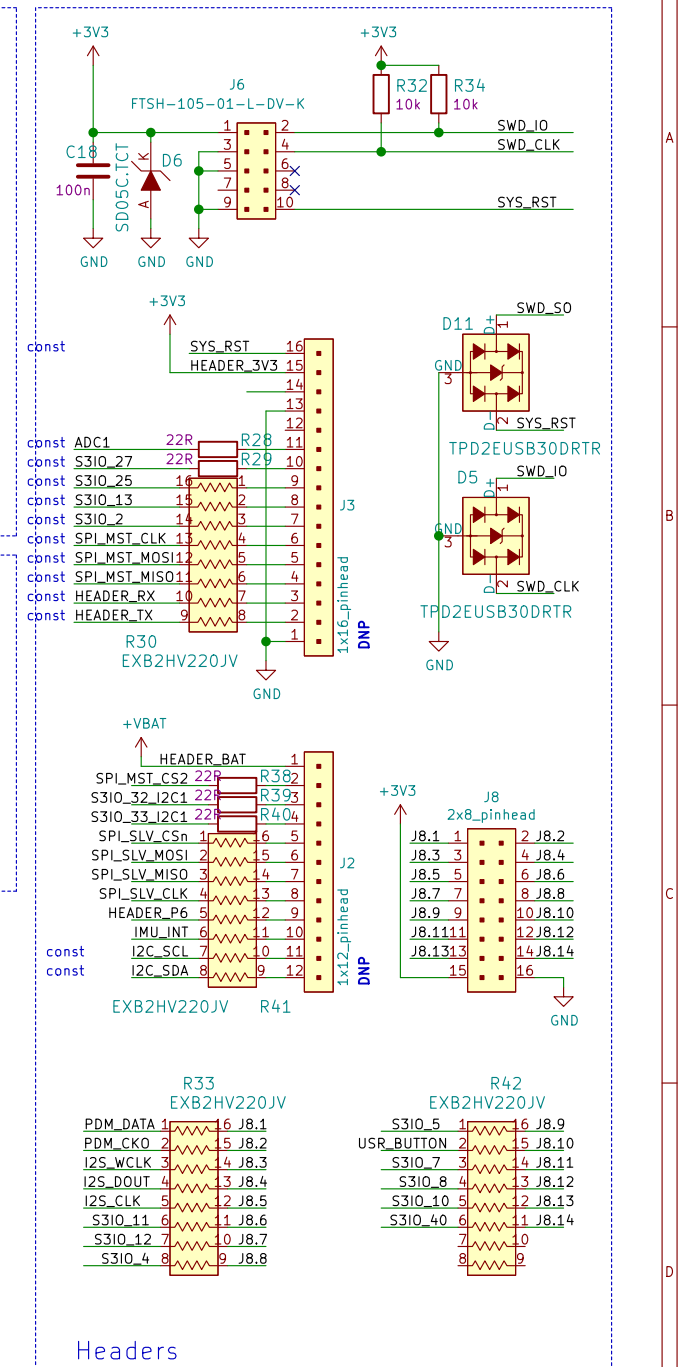 +3V3
+3V3
J6
FTSH-105-01-L-DV-K
R32
R34
10k
10k
1
2
SWD_IO
3
4
SWD_CLK
5
6
7
8
9
10
SYS_RST
C18
100n
SD05C.TCT
K
A
D6
GND
GND
GND
A
+3V3
const
SYS_RST
16
HEADER_3V3
15
14
13
12
const
ADC1
22R
R28
11
const
S3IO_27
22R
R29
10
const
S3IO_25
16
1
9
const
S3IO_13
15
2
8
const
S3IO_2
14
3
7
const
SPI_MST_CLK
13
4
6
const
SPI_MST_MOSI
12
5
5
const
SPI_MST_MISO
11
6
4
const
HEADER_RX
10
7
3
const
HEADER_TX
9
8
2
1
J3
1x16_pinhead
DNP
R30
EXB2HV220JV
GND
D11
SWD_SO
D+
1
GND
3
D-
2
SYS_RST
TPD2EUSB30DRTR
D5
SWD_IO
D+
1
GND
3
D-
2
SWD_CLK
TPD2EUSB30DRTR
GND
B
+VBAT
HEADER_BAT
1
SPI_MST_CS2
22R
R38
2
S3IO_32_I2C1
22R
R39
3
S3IO_33_I2C1
22R
R40
4
SPI_SLV_CSn
1
16
5
SPI_SLV_MOSI
2
15
6
SPI_SLV_MISO
3
14
7
SPI_SLV_CLK
4
13
8
HEADER_P6
5
12
9
IMU_INT
6
11
10
const
I2C_SCL
7
10
11
const
I2C_SDA
8
9
12
J2
1x12_pinhead
DNP
EXB2HV220JV
R41
+3V3
J8
2x8_pinhead
J8.1
1
2
J8.2
J8.3
3
4
J8.4
J8.5
5
6
J8.6
J8.7
7
8
J8.8
J8.9
9
10
J8.10
J8.11
11
12
J8.12
J8.13
13
14
J8.14
15
16
GND
C
R33
EXB2HV220JV
PDM_DATA
1
16
J8.1
PDM_CKO
2
15
J8.2
I2S_WCLK
3
14
J8.3
I2S_DOUT
4
13
J8.4
I2S_CLK
5
12
J8.5
S3IO_11
6
11
J8.6
S3IO_12
7
10
J8.7
S3IO_4
8
9
J8.8
R42
EXB2HV220JV
S3IO_5
1
16
J8.9
USR_BUTTON
2
15
J8.10
S3IO_7
3
14
J8.11
S3IO_8
4
13
J8.12
S3IO_10
5
12
J8.13
S3IO_40
6
11
J8.14
7
10
8
9
D
Headers